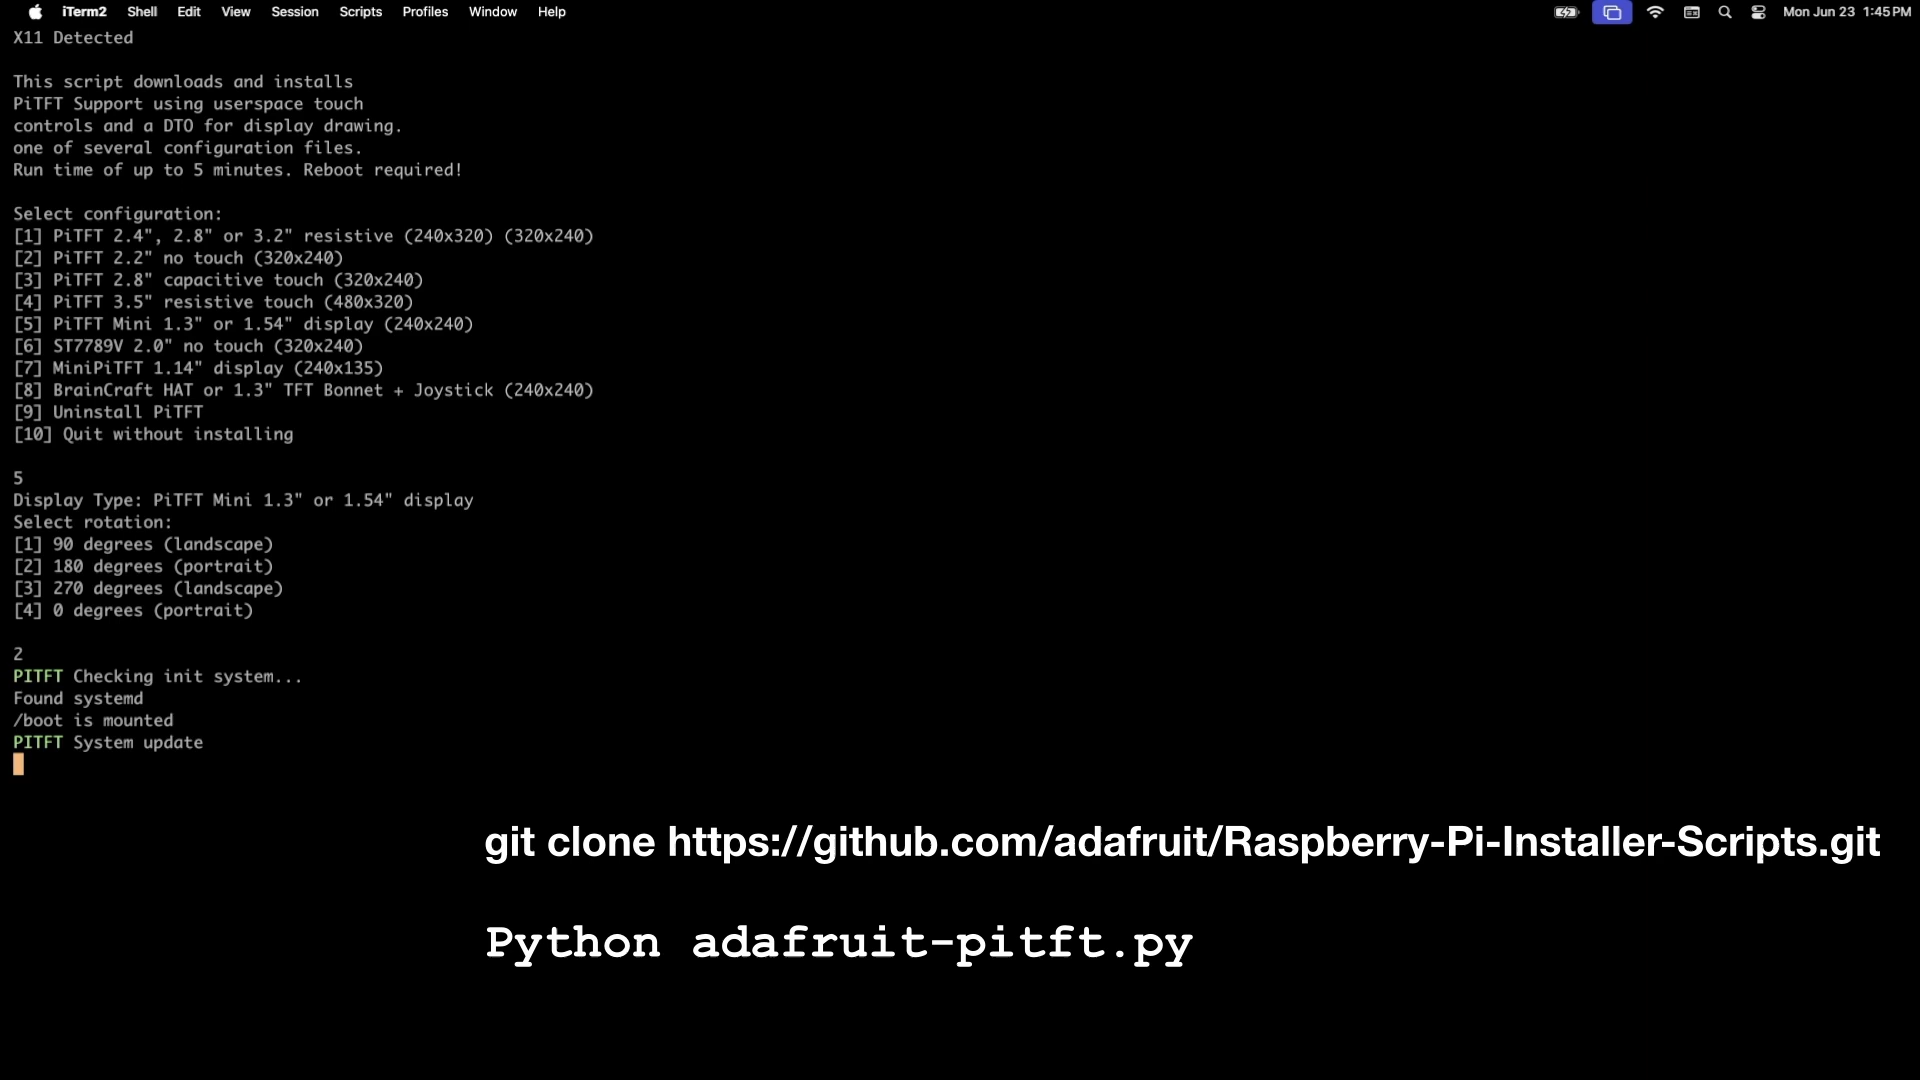 iTerm2 Shell Edit View Session Scripts Profiles Window Help Mon Jun 23 1:45 PM
X11 Detected
This script downloads and installs
PiTFT Support using userspace touch
controls and a DTO for display drawing.
one of several configuration files.
Run time of up to 5 minutes. Reboot required!
Select configuration:
[1] PiTFT 2.4", 2.8" or 3.2" resistive (240x320) (320x240)
[2] PiTFT 2.2" no touch (320x240)
[3] PiTFT 2.8" capacitive touch (320x240)
[4] PiTFT 3.5" resistive touch (480x320)
[5] PiTFT Mini 1.3" or 1.54" display (240x240)
[6] ST7789V 2.0" no touch (320x240)
[7] MiniPiTFT 1.14" display (240x135)
[8] BrainCraft HAT or 1.3" TFT Bonnet + Joystick (240x240)
[9] Uninstall PiTFT
[10] Quit without installing
5
Display Type: PiTFT Mini 1.3" or 1.54" display
Select rotation:
[1] 90 degrees (landscape)
[2] 180 degrees (portrait)
[3] 270 degrees (landscape)
[4] 0 degrees (portrait)
2
PITFT Checking init system...
Found systemd
/boot is mounted
PITFT System update
git clone https://github.com/adafruit/Raspberry-Pi-Installer-Scripts.git
Python adafruit-pitft.py